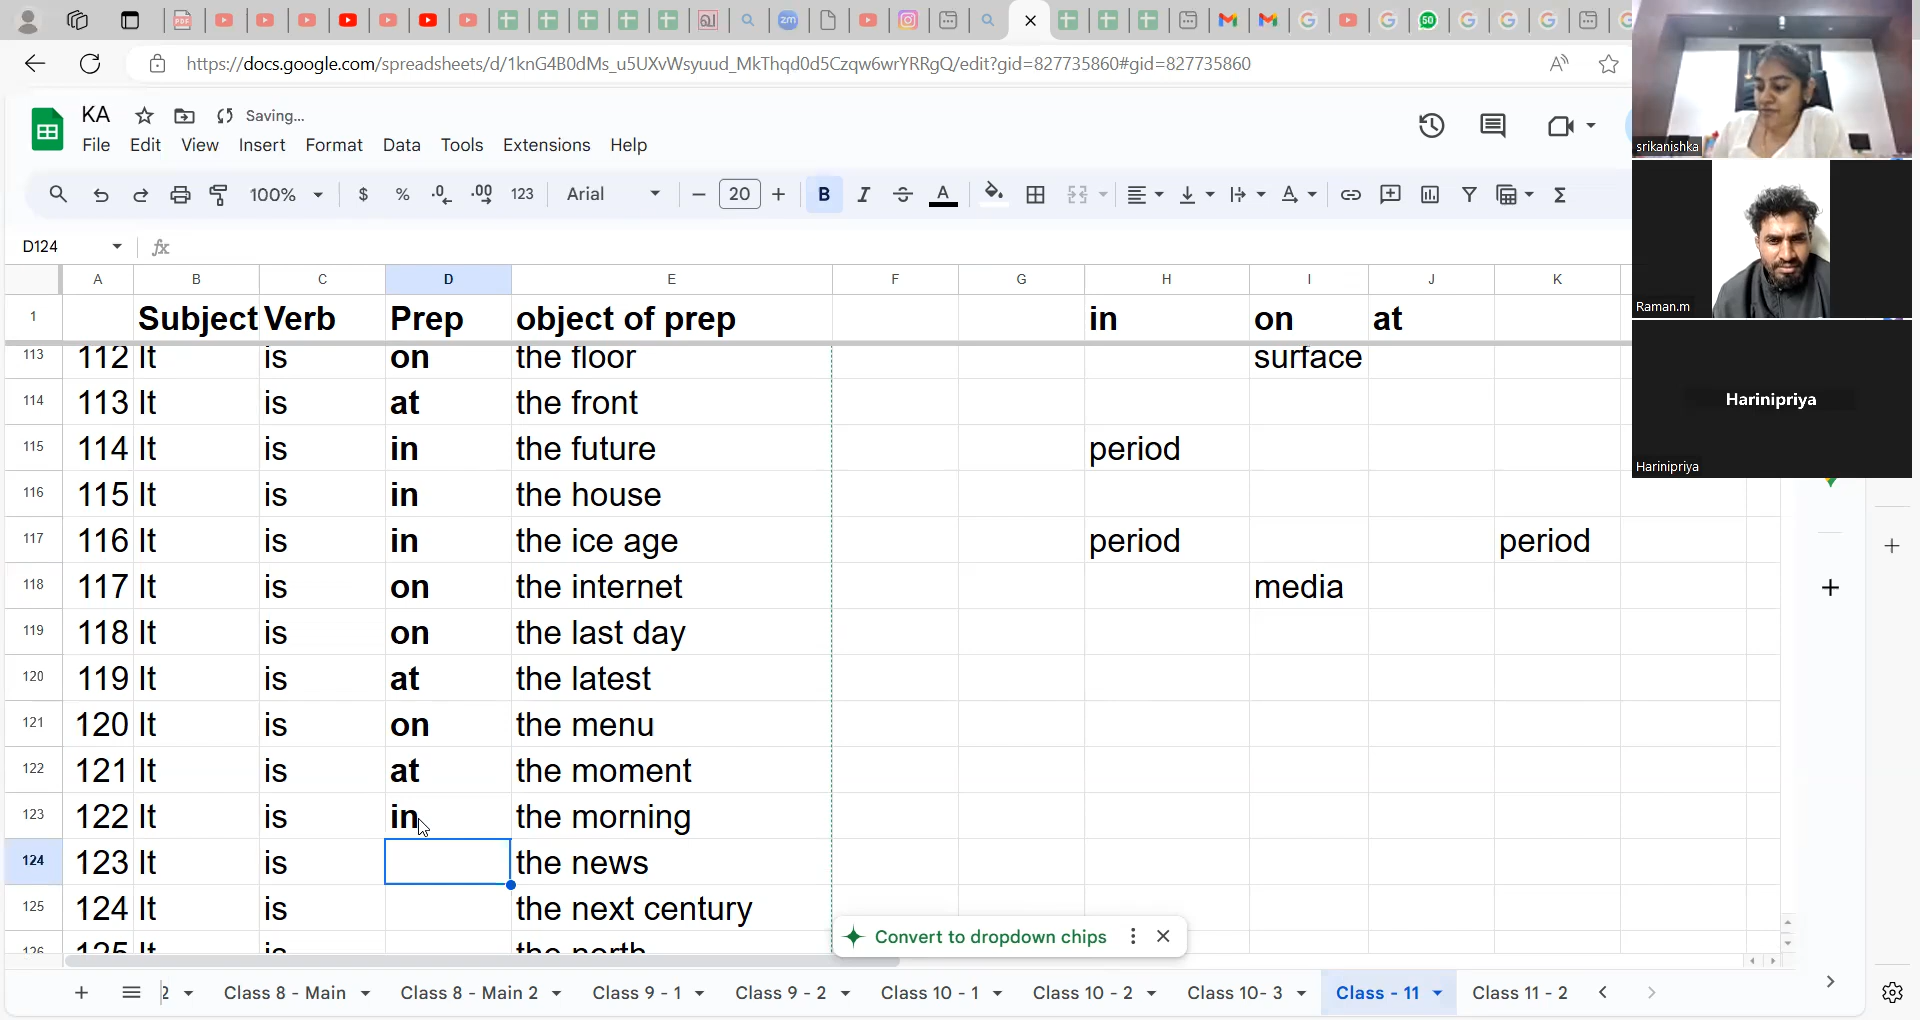 https://docs.google.com/spreadsheets/d/1knG4B0dMs_u5UXvWsyuud_MkThqd0d5Czqw6wrYRRgQ/edit?gid=827735860#gid=827735860
KA Saving...
File Edit View Insert Format Data Tools Extensions Help
100% $ % .0 .00 123 Arial 20 B I A
D124 fx
A B C D E F G H I J K
1 Subject Verb Prep object of prep in on at
113 112 It is on the floor surface
114 113 It is at the front
115 114 It is in the future period
116 115 It is in the house
117 116 It is in the ice age period period
118 117 It is on the internet media
119 118 It is on the last day
120 119 It is at the latest
121 120 It is on the menu
122 121 It is at the moment
123 122 It is in the morning
124 123 It is the news
125 124 It is the next century
126 125 It is the north
Convert to dropdown chips
2 Class 8 - Main Class 8 - Main 2 Class 9 - 1 Class 9 - 2 Class 10 - 1 Class 10 - 2 Class 10- 3 Class - 11 Class 11 - 2
srikanishka
Raman.m
Harinipriya
Harinipriya